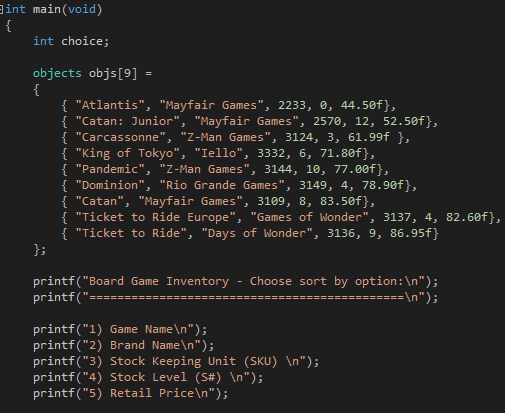 int main(void)
{
    int choice;

    objects objs[9] =
    {
        { "Atlantis", "Mayfair Games", 2233, 0, 44.50f},
        { "Catan: Junior", "Mayfair Games", 2570, 12, 52.50f},
        { "Carcassonne", "Z-Man Games", 3124, 3, 61.99f },
        { "King of Tokyo", "Iello", 3332, 6, 71.80f},
        { "Pandemic", "Z-Man Games", 3144, 10, 77.00f},
        { "Dominion", "Rio Grande Games", 3149, 4, 78.90f},
        { "Catan", "Mayfair Games", 3109, 8, 83.50f},
        { "Ticket to Ride Europe", "Games of Wonder", 3137, 4, 82.60f},
        { "Ticket to Ride", "Days of Wonder", 3136, 9, 86.95f}
    };

    printf("Board Game Inventory - Choose sort by option:\n");
    printf("=============================================\n");

    printf("1) Game Name\n");
    printf("2) Brand Name\n");
    printf("3) Stock Keeping Unit (SKU) \n");
    printf("4) Stock Level (S#) \n");
    printf("5) Retail Price\n");